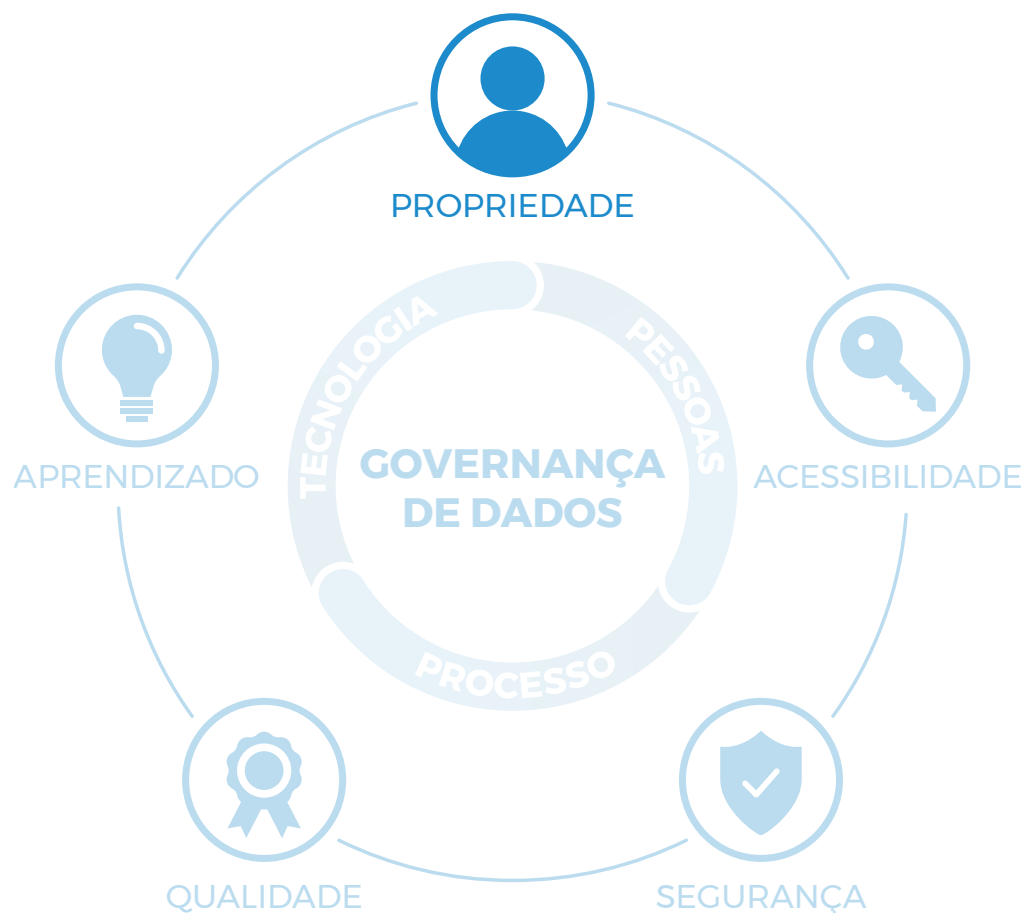 PROPRIEDADE
TECNOLOGIA
PESSOAS
GOVERNANÇA
DE DADOS
APRENDIZADO
ACESSIBILIDADE
PROCESSO
QUALIDADE
SEGURANÇA